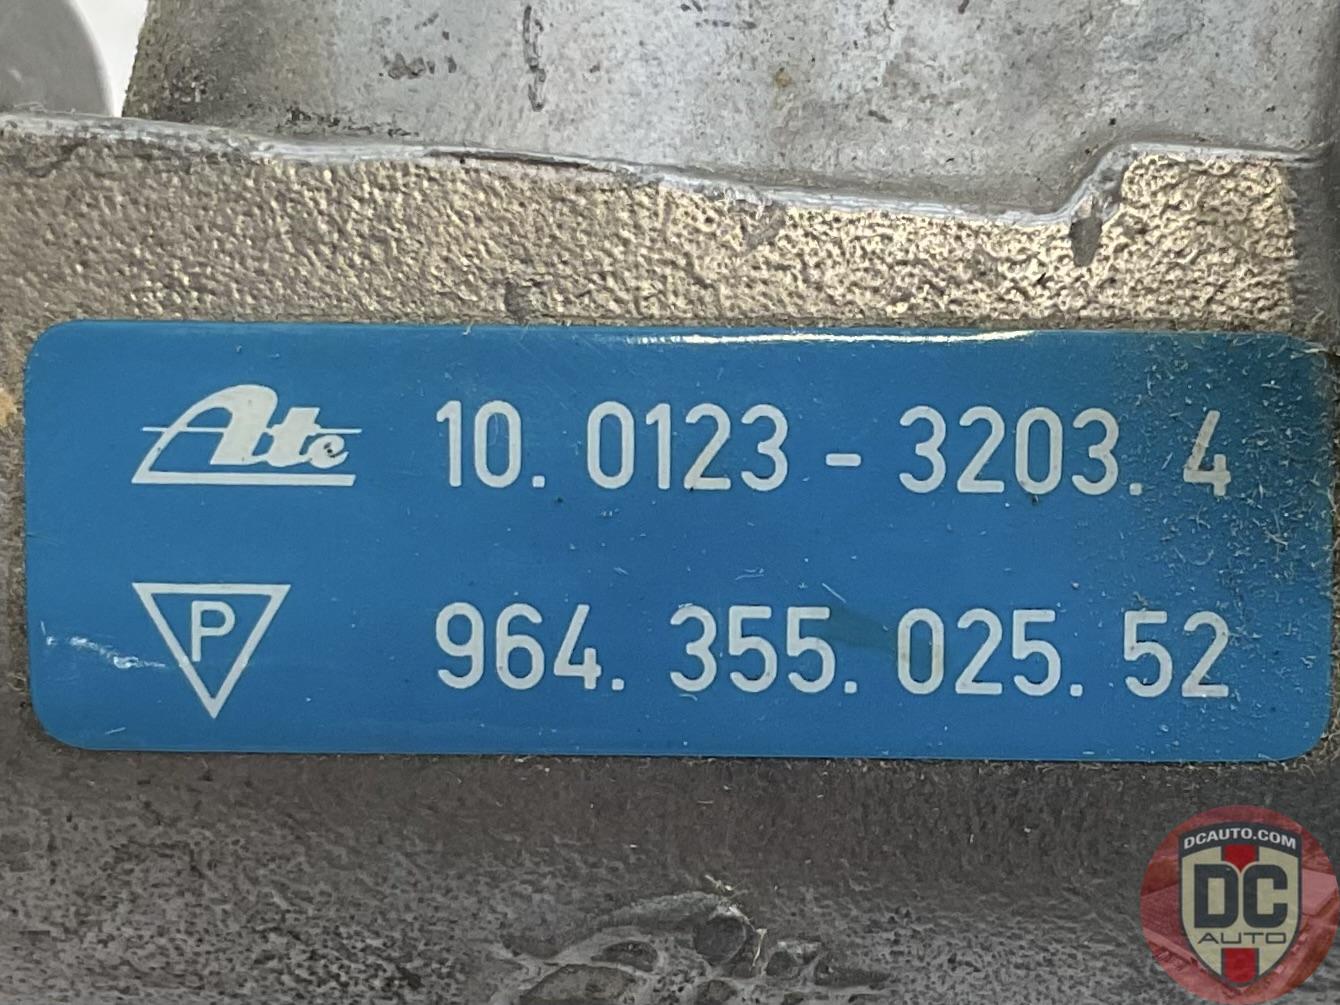 Ate 10. 0123 - 3203. 4
P 964. 355. 025. 52
DCAUTO.COM
DC
AUTO